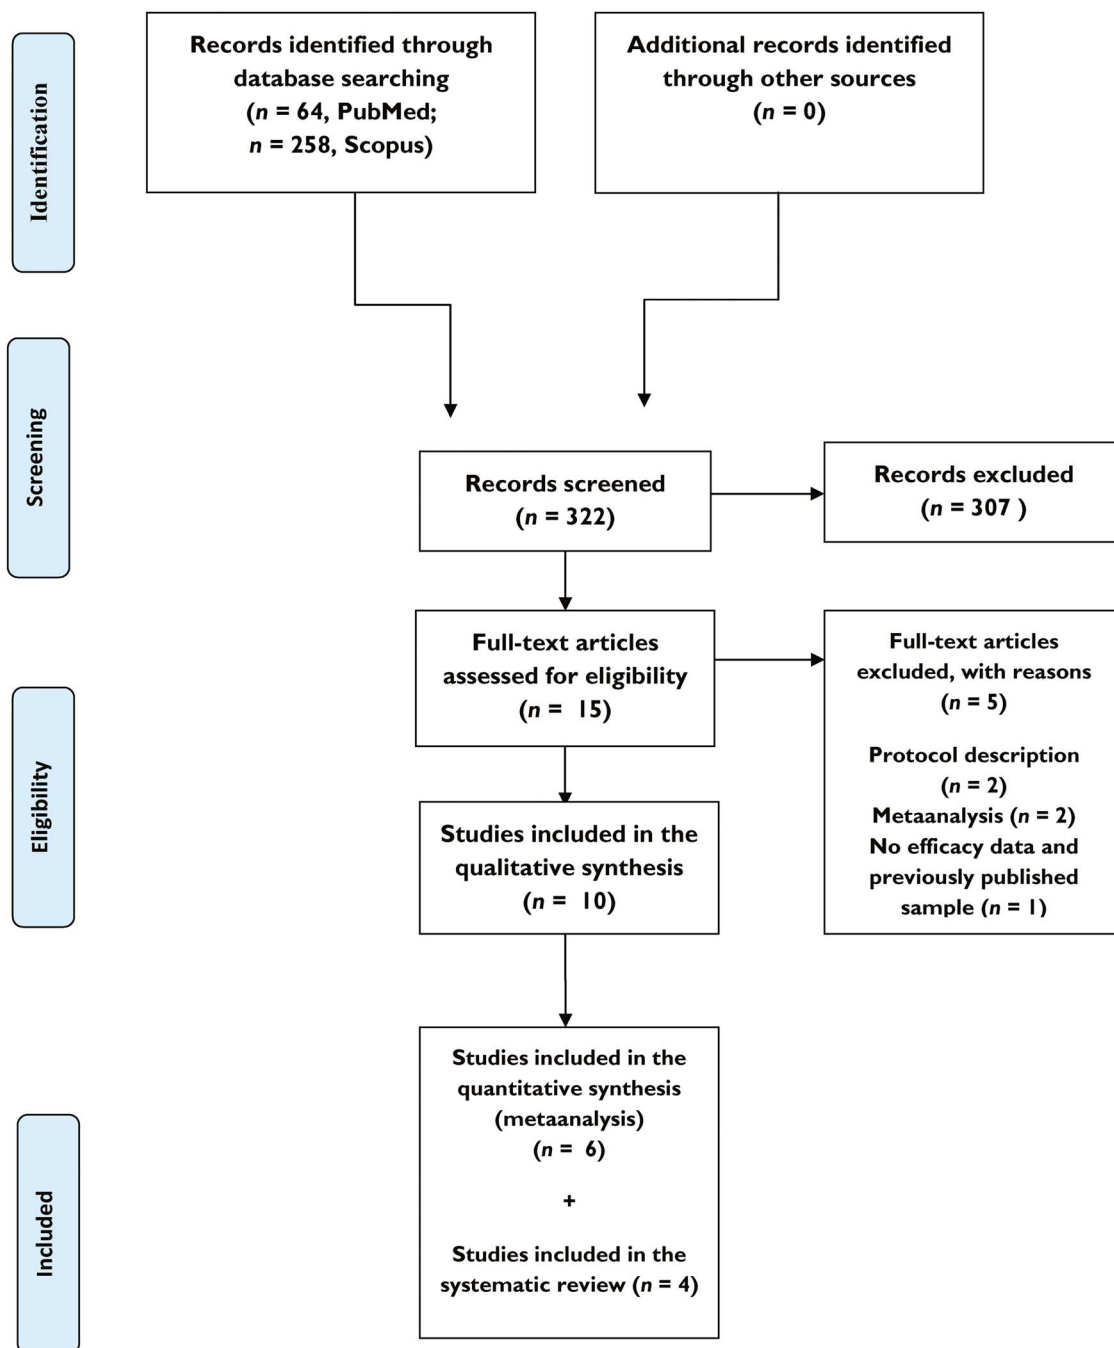 Identification
Records identified through
database searching
(n = 64, PubMed;
n = 258, Scopus)
Additional records identified
through other sources
(n = 0)
Screening
Records screened
(n = 322)
Records excluded
(n = 307 )
Eligibility
Full-text articles
assessed for eligibility
(n = 15)
Full-text articles
excluded, with reasons
(n = 5)
Protocol description
(n = 2)
Metaanalysis (n = 2)
No efficacy data and
previously published
sample (n = 1)
Studies included in the
qualitative synthesis
(n = 10)
Included
Studies included in the
quantitative synthesis
(metaanalysis)
(n = 6)
+
Studies included in the
systematic review (n = 4)